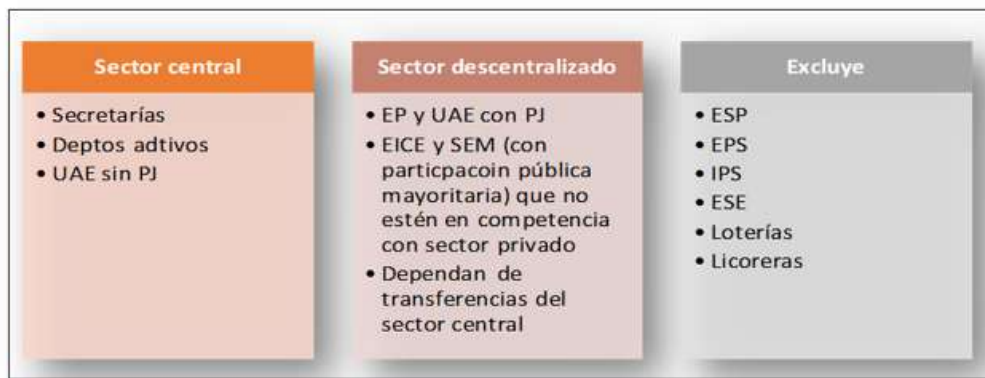 Sector central
• Secretarías
• Deptos adtivos
• UAE sin PJ
Sector descentralizado
• EP y UAE con PJ
• EICE y SEM (con
particpacoin pública
mayoritaria) que no
estén en competencia
con sector privado
• Dependan de
transferencias del
sector central
Excluye
• ESP
• EPS
• IPS
• ESE
• Loterías
• Licoreras